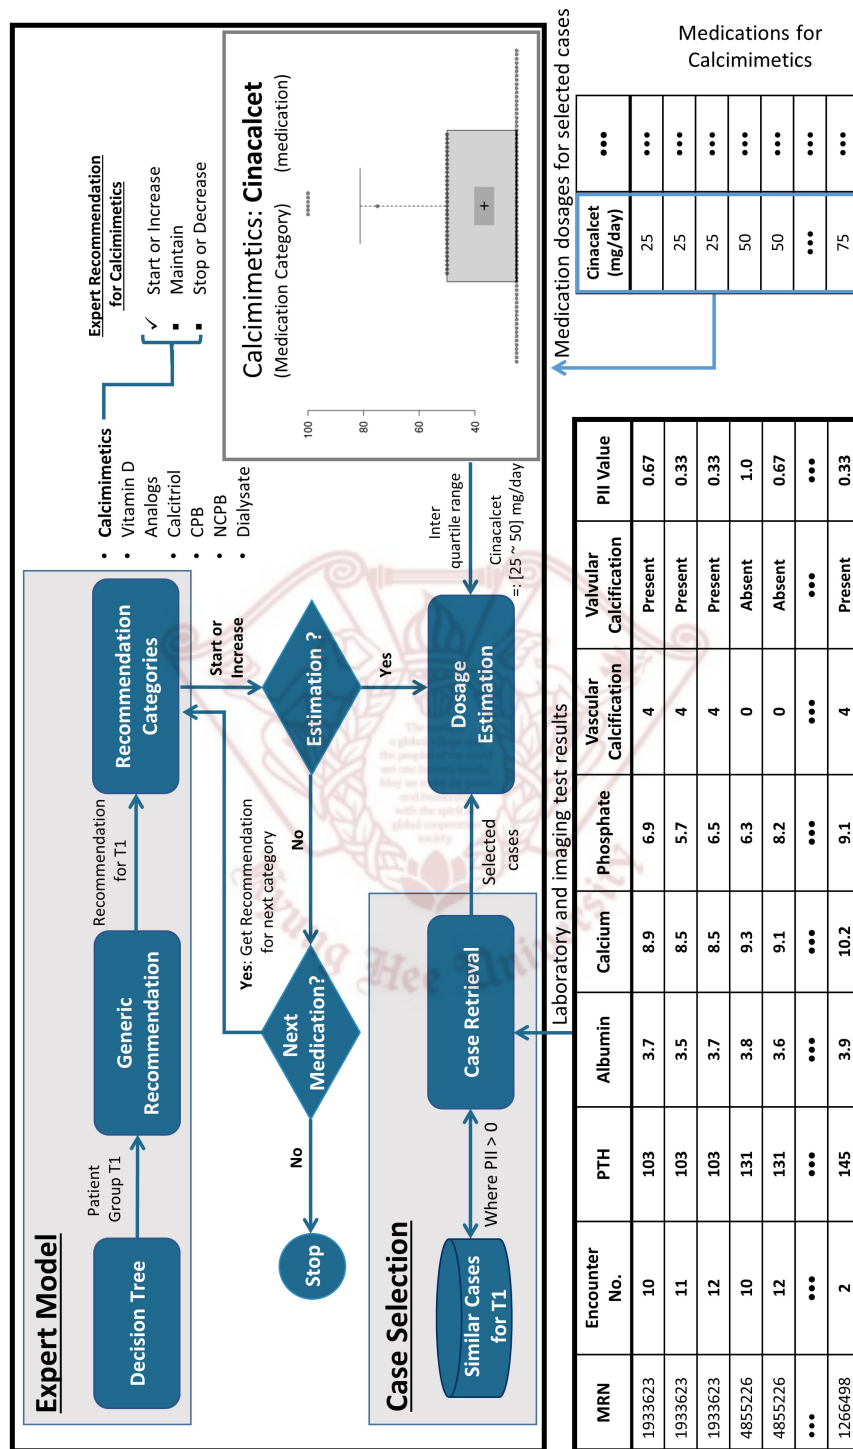 Expert Model
Decision Tree
Patient
Group T1
Generic
Recommendation
Recommendation
for T1
Recommendation
Categories
• Calcimimetics
• Vitamin D
Analogs
• Calcitriol
• CPB
• NCPB
• Dialysate
Expert Recommendation
for Calcimimetics
✓ Start or Increase
▪ Maintain
▪ Stop or Decrease
Start or
Increase
Estimation ?
Yes
No
Yes: Get Recommendation
for next category
Next
Medication?
No
Stop
Case Selection
Similar Cases
for T1
Where PII > 0
Case Retrieval
Selected
cases
Dosage
Estimation
Inter
quartile range
Cinacalcet
=: [25 ~ 50] mg/day
Calcimimetics: Cinacalcet
(Medication Category) (medication)
100
80
60
40
+
Laboratory and imaging test results
Medication dosages for selected cases
MRN Encounter No. PTH Albumin Calcium Phosphate Vascular Calcification Valvular Calcification PII Value
1933623 10 103 3.7 8.9 6.9 4 Present 0.67
1933623 11 103 3.5 8.5 5.7 4 Present 0.33
1933623 12 103 3.7 8.5 6.5 4 Present 0.33
4855226 10 131 3.8 9.3 6.3 0 Absent 1.0
4855226 12 131 3.6 9.1 8.2 0 Absent 0.67
••• ••• ••• ••• ••• ••• ••• ••• •••
1266498 2 145 3.9 10.2 9.1 4 Present 0.33
Cinacalcet (mg/day) •••
25 •••
25 •••
25 •••
50 •••
50 •••
••• •••
75 •••
Medications for
Calcimimetics
Kyung Hee University